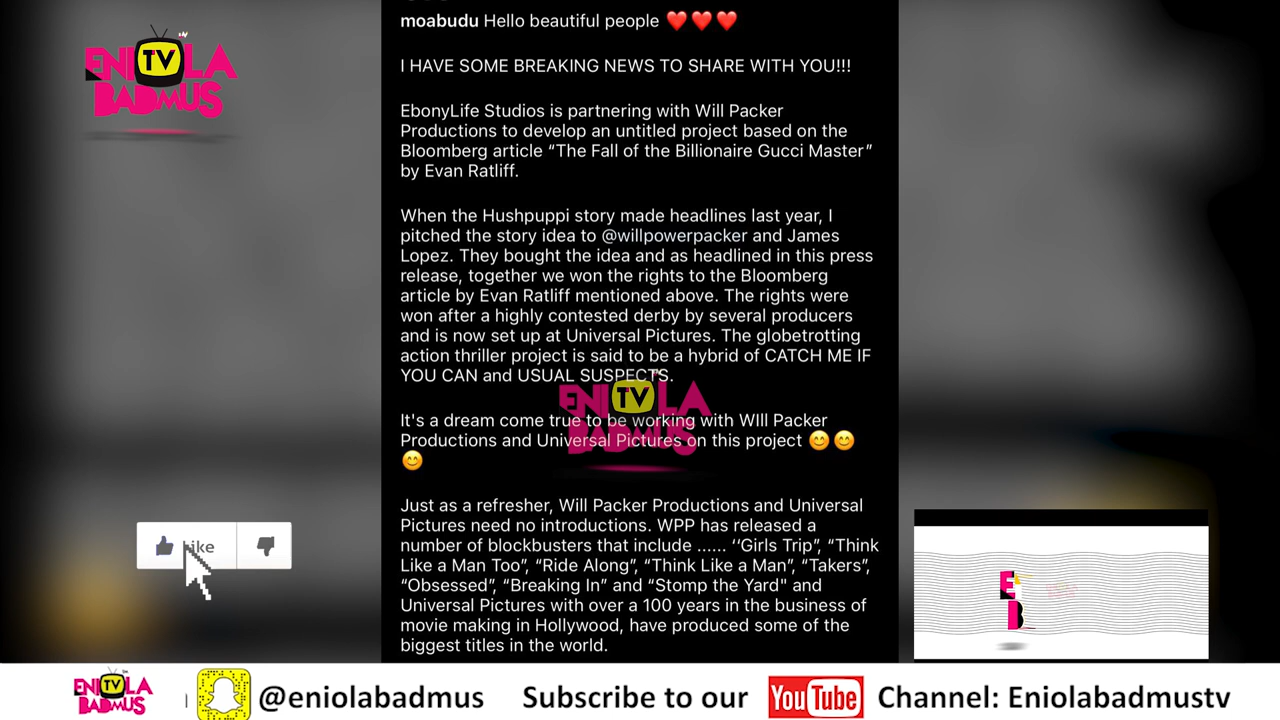 ENIOLA
TV
BADMUS
moabudu Hello beautiful people ❤️❤️❤️
I HAVE SOME BREAKING NEWS TO SHARE WITH YOU!!!
EbonyLife Studios is partnering with Will Packer
Productions to develop an untitled project based on the
Bloomberg article “The Fall of the Billionaire Gucci Master”
by Evan Ratliff.
When the Hushpuppi story made headlines last year, I
pitched the story idea to @willpowerpacker and James
Lopez. They bought the idea and as headlined in this press
release, together we won the rights to the Bloomberg
article by Evan Ratliff mentioned above. The rights were
won after a highly contested derby by several producers
and is now set up at Universal Pictures. The globetrotting
action thriller project is said to be a hybrid of CATCH ME IF
YOU CAN and USUAL SUSPECTS.
ENIOLA
TV
BADMUS
It's a dream come true to be working with WIll Packer
Productions and Universal Pictures on this project 😊😊
😊
Just as a refresher, Will Packer Productions and Universal
Pictures need no introductions. WPP has released a
number of blockbusters that include ...... ‘‘Girls Trip”, “Think
Like a Man Too”, “Ride Along”, “Think Like a Man”, “Takers”,
“Obsessed”, “Breaking In” and “Stomp the Yard" and
Universal Pictures with over a 100 years in the business of
movie making in Hollywood, have produced some of the
biggest titles in the world.
Like
E
B
ENIOLA
TV
BADMUS
@eniolabadmus Subscribe to our YouTube Channel: Eniolabadmustv